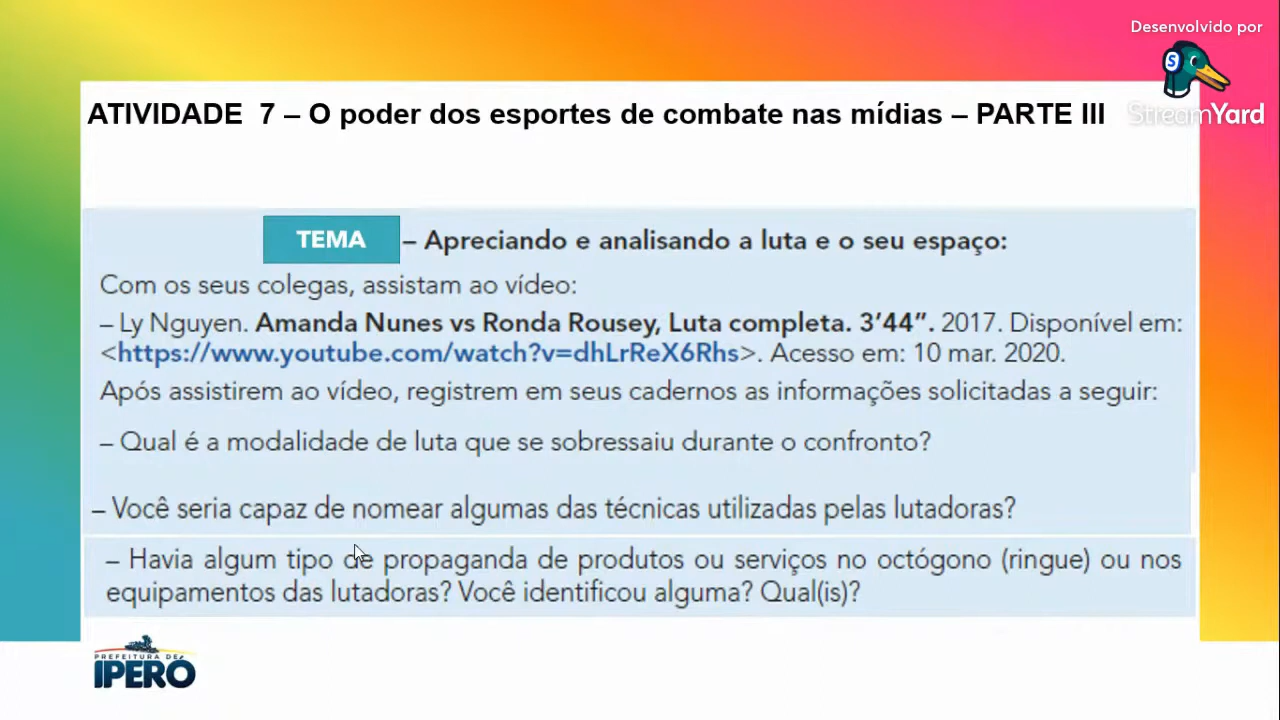 Desenvolvido por
StreamYard
ATIVIDADE 7 – O poder dos esportes de combate nas mídias – PARTE III
TEMA – Apreciando e analisando a luta e o seu espaço:
Com os seus colegas, assistam ao vídeo:
– Ly Nguyen. Amanda Nunes vs Ronda Rousey, Luta completa. 3’44”. 2017. Disponível em:
<https://www.youtube.com/watch?v=dhLrReX6Rhs>. Acesso em: 10 mar. 2020.
Após assistirem ao vídeo, registrem em seus cadernos as informações solicitadas a seguir:
– Qual é a modalidade de luta que se sobressaiu durante o confronto?
– Você seria capaz de nomear algumas das técnicas utilizadas pelas lutadoras?
– Havia algum tipo de propaganda de produtos ou serviços no octógono (ringue) ou nos
equipamentos das lutadoras? Você identificou alguma? Qual(is)?
PREFEITURA DE
IPERÓ